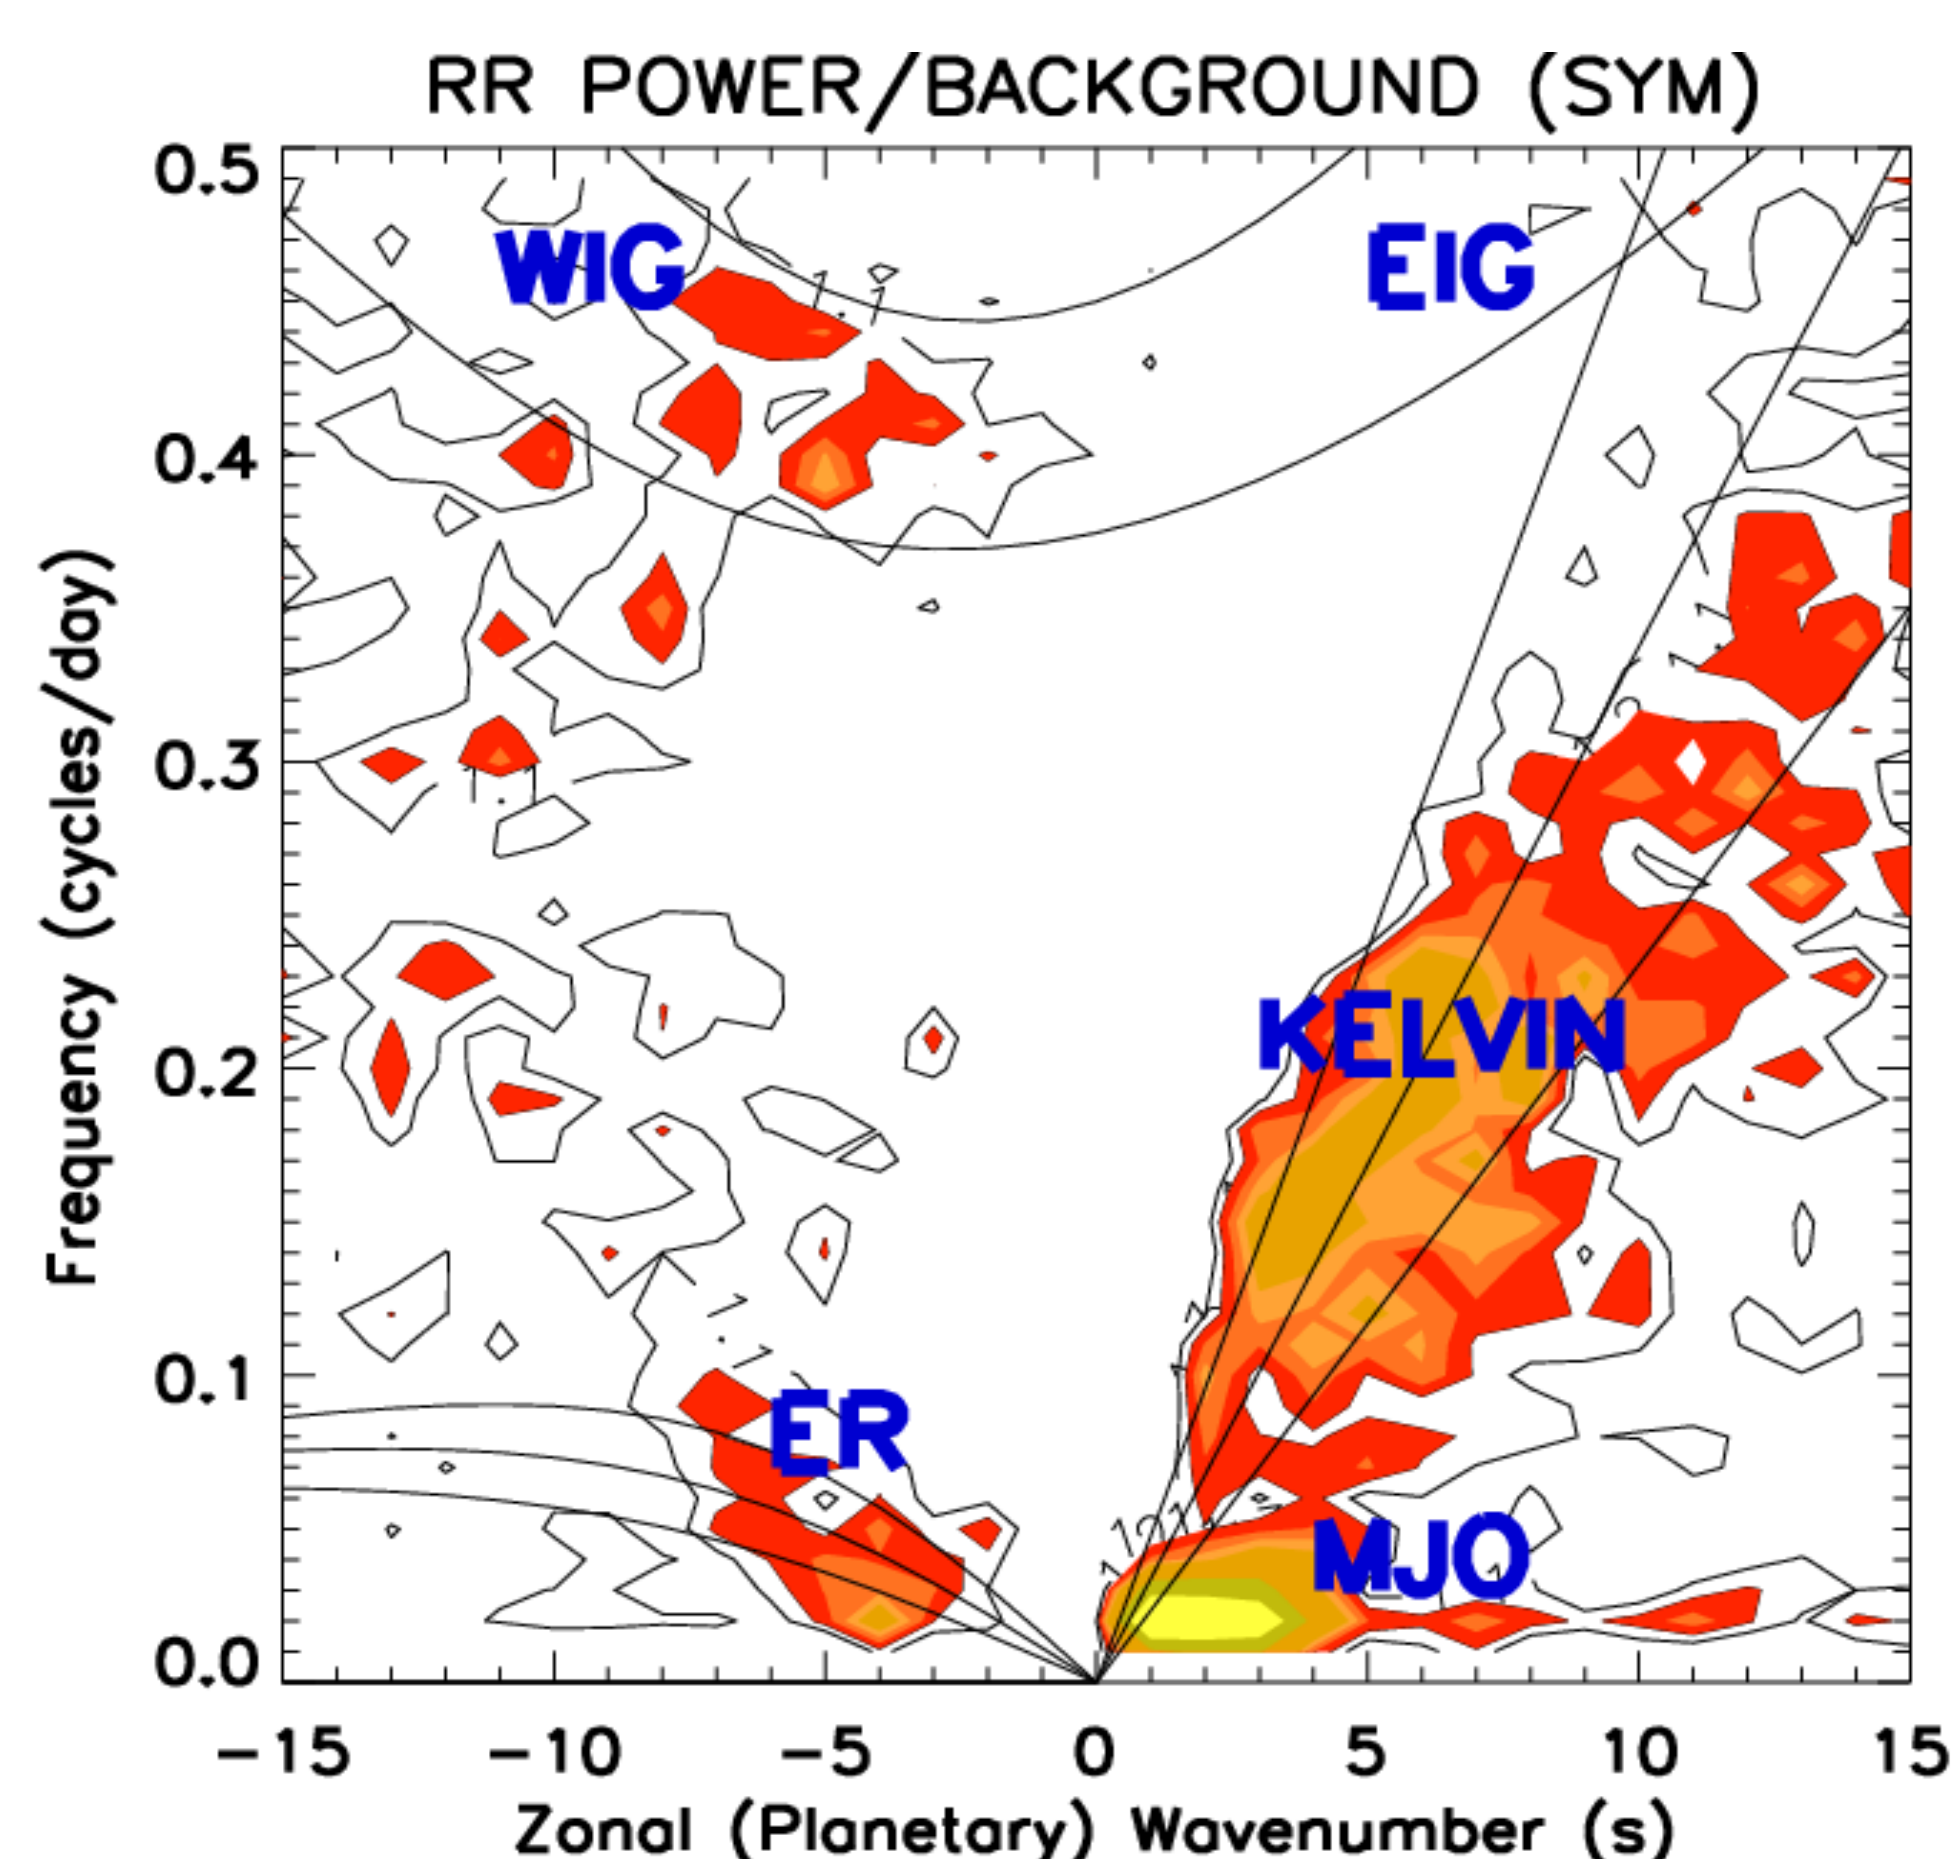 RR POWER/BACKGROUND (SYM)
0.5
WIG EIG
0.4
0.3
0.2
KELVIN
0.1
ER
MJO
0.0
Frequency (cycles/day)
-15 -10 -5 0 5 10 15
Zonal (Planetary) Wavenumber (s)